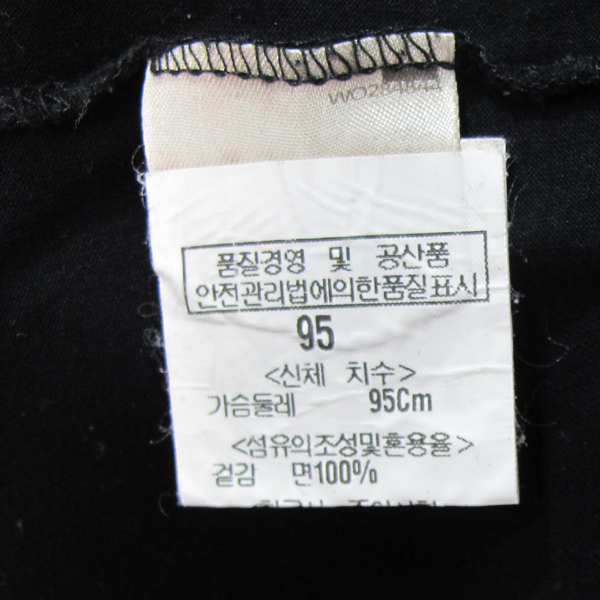 품질경영 및 공산품
안전관리법에의한품질표시
95
<신체 치수>
가슴둘레 95Cm
<섬유의조성및혼용율>
겉감 면100%